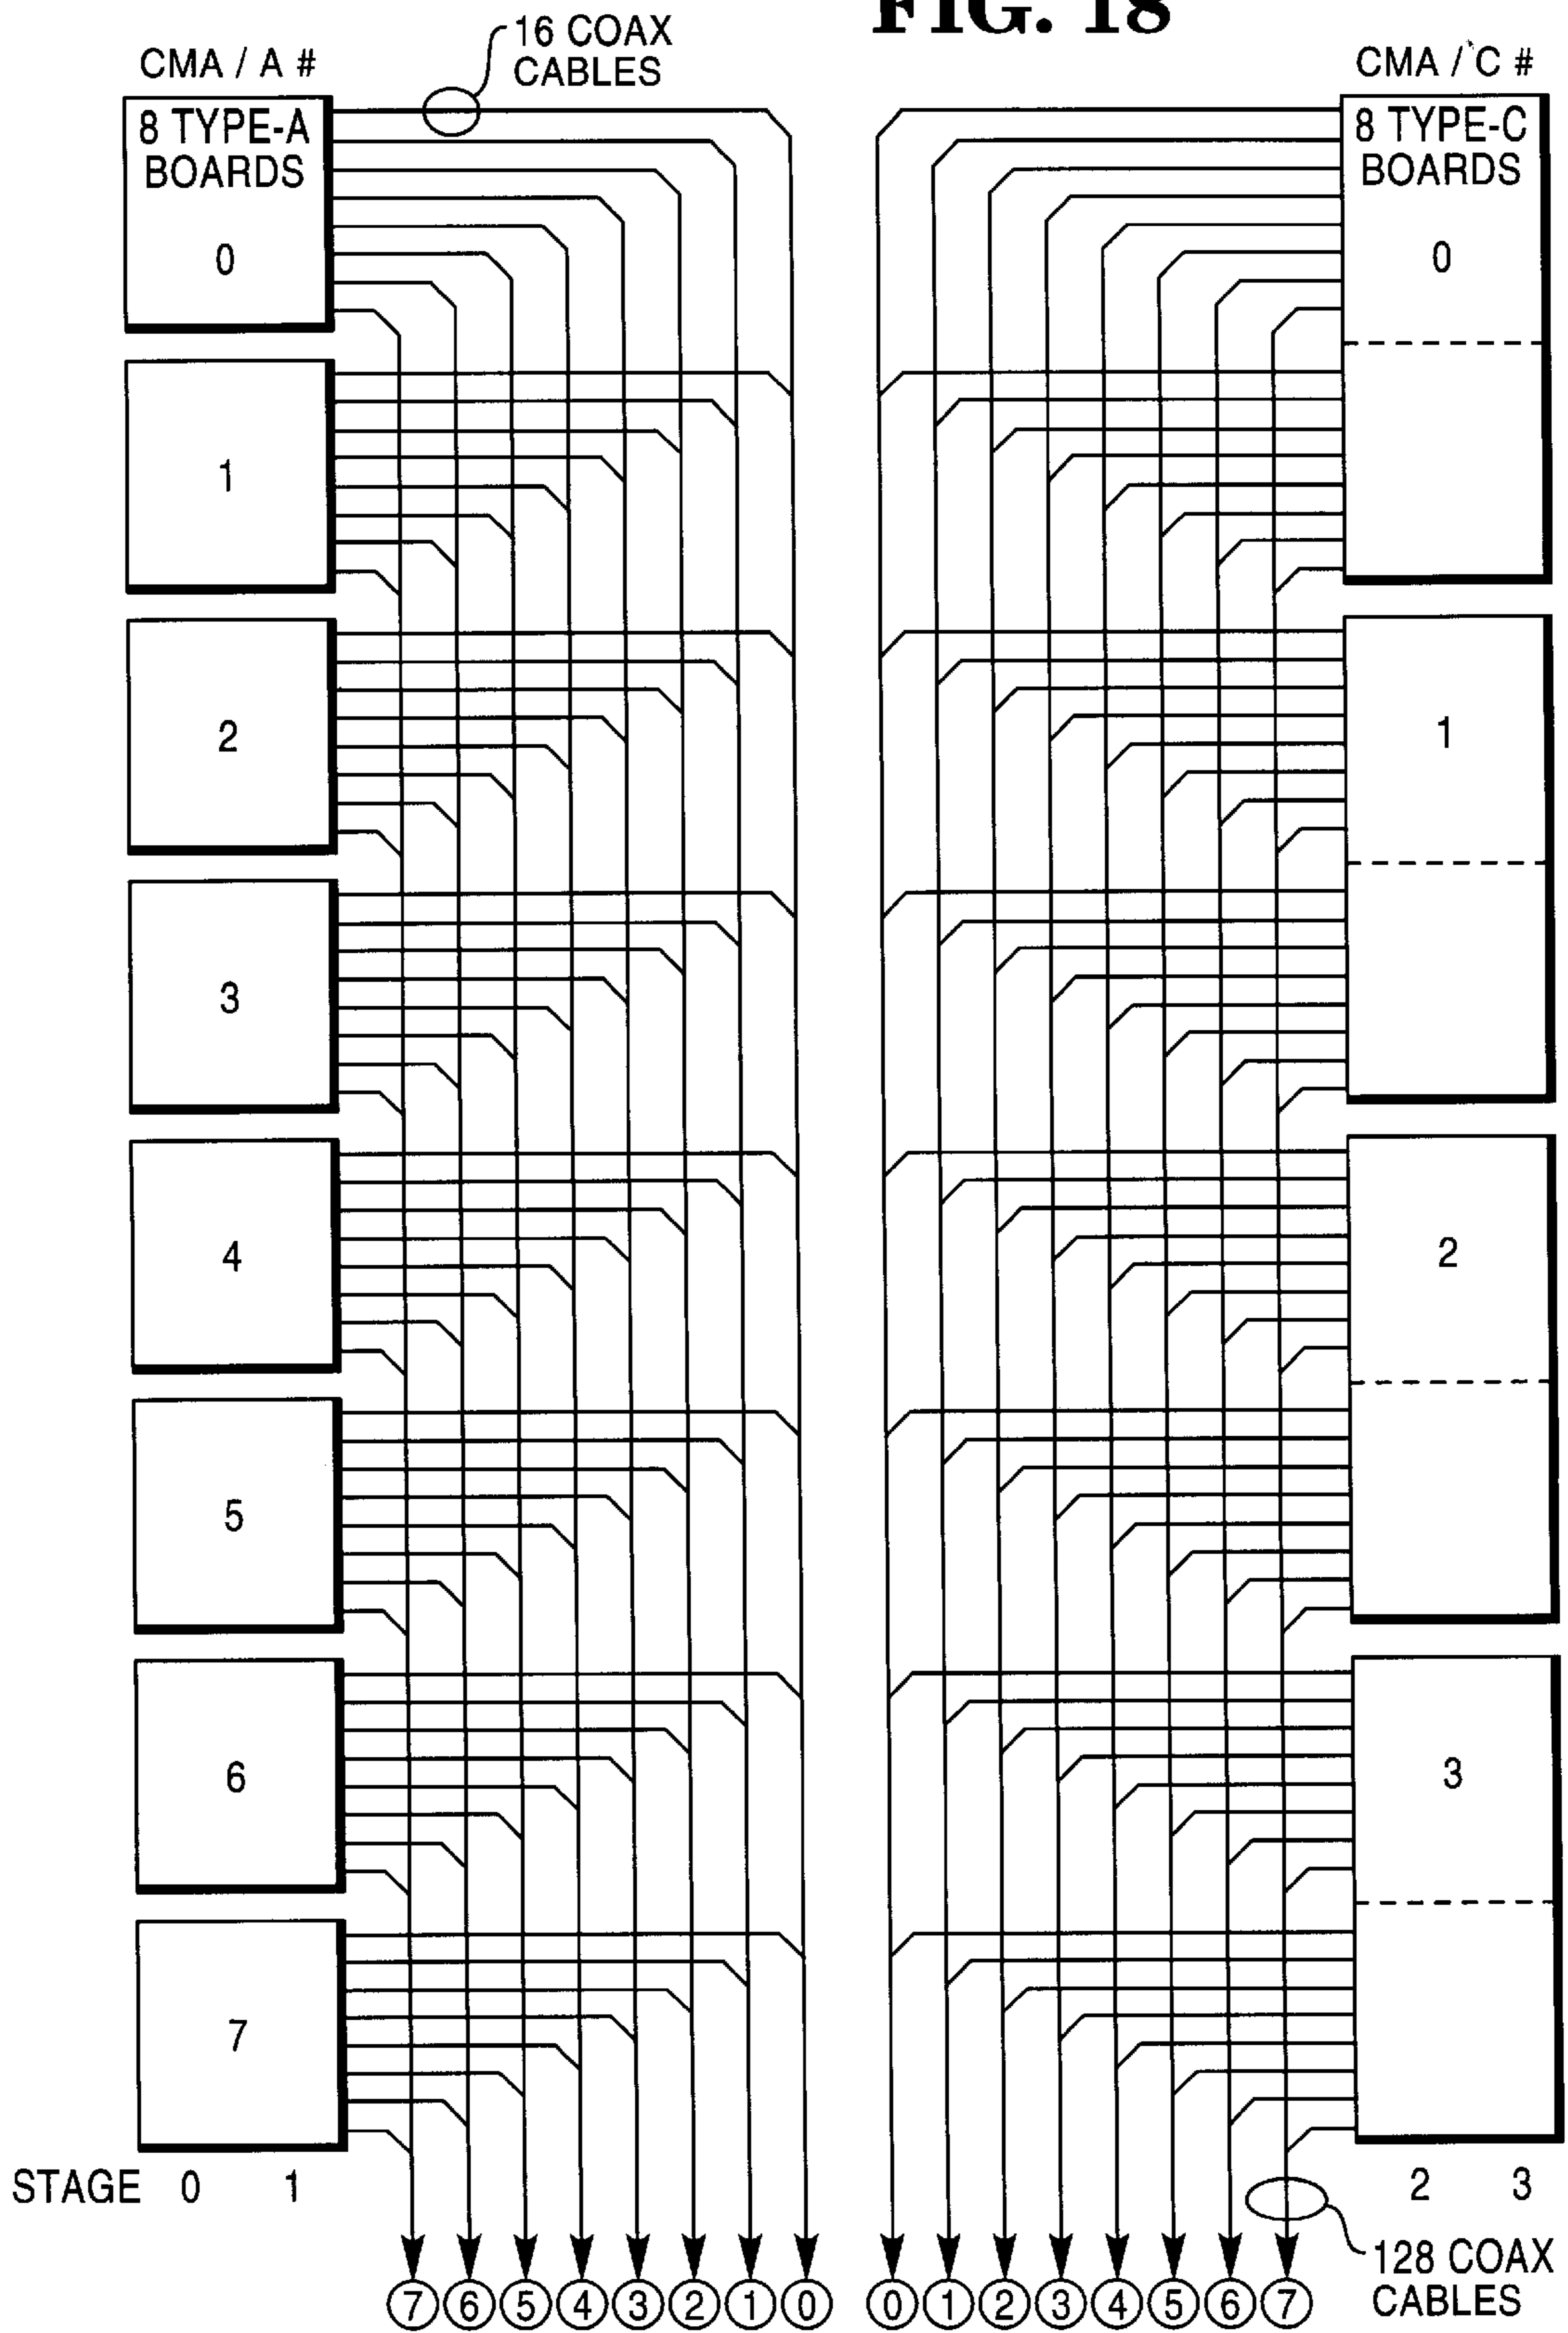 FIG. 18
CMA / A #
16 COAX
CABLES
CMA / C #
8 TYPE-A
BOARDS
0
1
2
3
4
5
6
7
8 TYPE-C
BOARDS
0
1
2
3
STAGE 0 1
2 3
128 COAX
CABLES
7 6 5 4 3 2 1 0 0 1 2 3 4 5 6 7